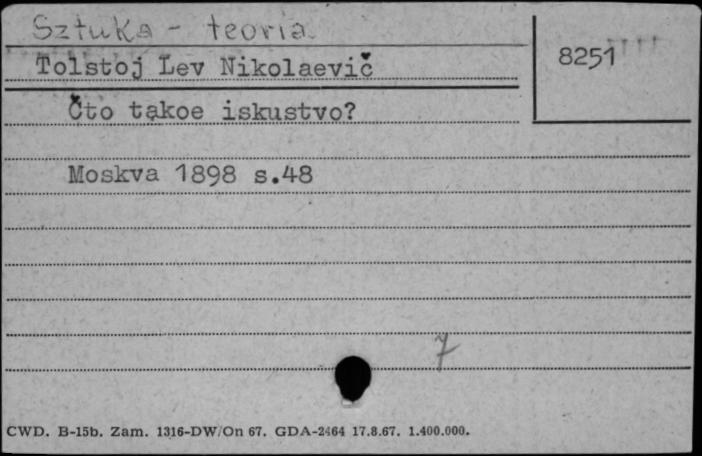 Sztuka - teoria
Tolstoj Lev Nikolaevič
8251
Čto takoe iskustvo?
Moskva 1898 s.48
7
CWD. B-15b. Zam. 1316-DW/On 67. GDA-2464 17.8.67. 1.400.000.